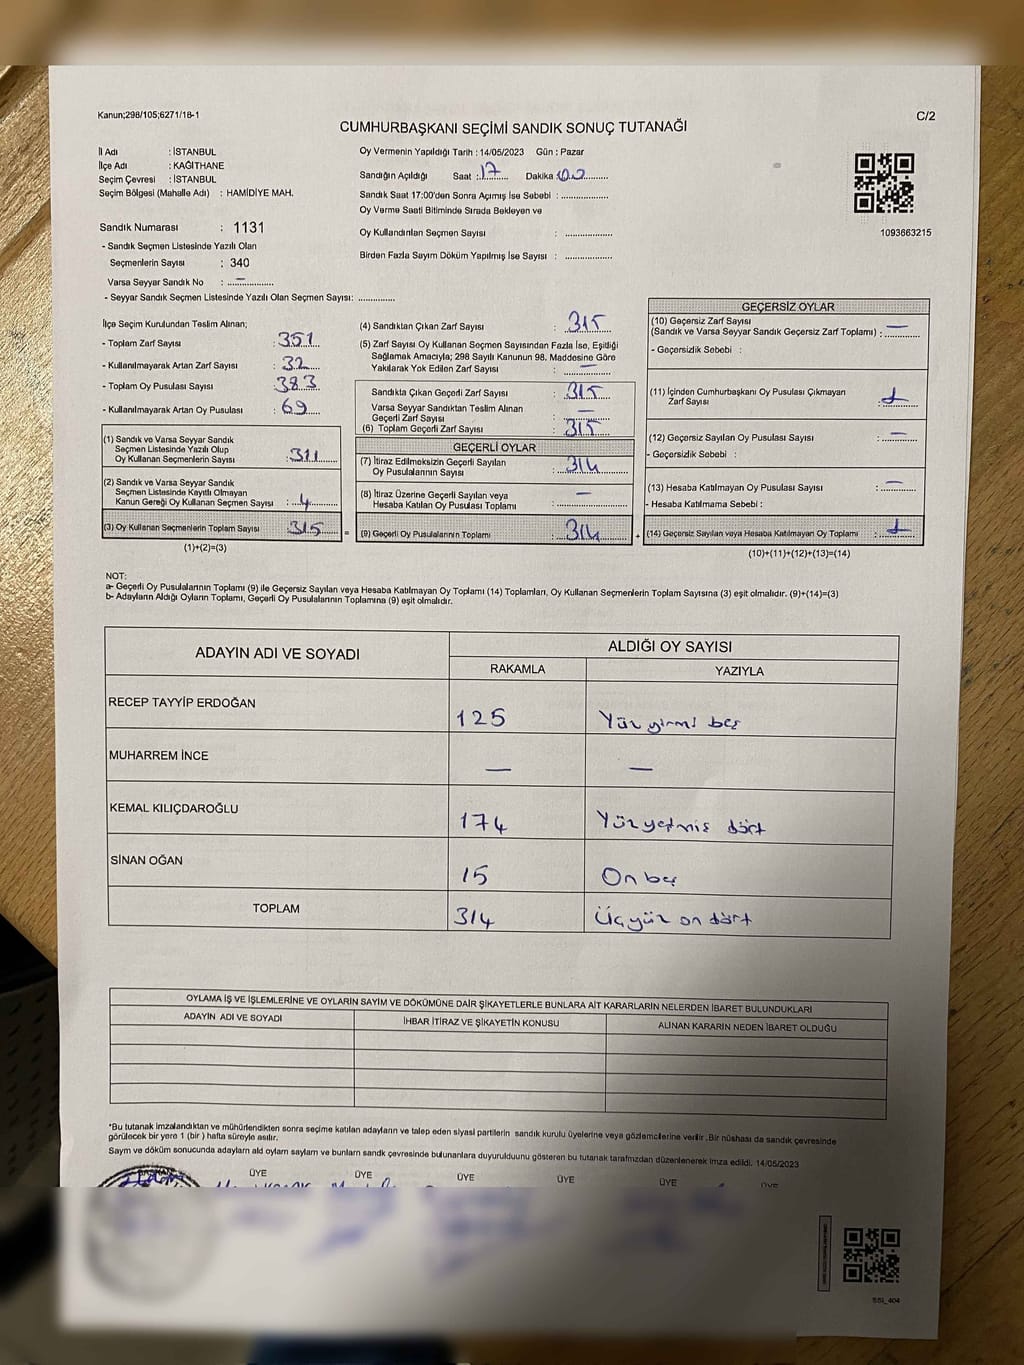 Kanun;298/105;6271/18-1
C/2
CUMHURBAŞKANI SEÇİMİ SANDIK SONUÇ TUTANAĞI
İl Adı : İSTANBUL
İlçe Adı : KAĞITHANE
Seçim Çevresi : İSTANBUL
Seçim Bölgesi (Mahalle Adı) : HAMİDİYE MAH.
Oy Vermenin Yapıldığı Tarih : 14/05/2023 Gün : Pazar
Sandığın Açıldığı Saat : 17 Dakika 00
Sandık Saat 17:00'den Sonra Açımış İse Sebebi :
Oy Verme Saati Bitiminde Sırada Bekleyen ve
Oy Kullandırılan Seçmen Sayısı :
Birden Fazla Sayım Döküm Yapılmış İse Sayısı :
1093663215
Sandık Numarası : 1131
- Sandık Seçmen Listesinde Yazılı Olan
Seçmenlerin Sayısı : 340
Varsa Seyyar Sandık No : —
- Seyyar Sandık Seçmen Listesinde Yazılı Olan Seçmen Sayısı:
İlçe Seçim Kurulundan Teslim Alınan;
- Toplam Zarf Sayısı : 351
- Kullanılmayarak Artan Zarf Sayısı : 32
- Toplam Oy Pusulası Sayısı : 383
- Kullanılmayarak Artan Oy Pusulası : 69
(1) Sandık ve Varsa Seyyar Sandık
Seçmen Listesinde Yazılı Olup
Oy Kullanan Seçmenlerin Sayısı : 311
(2) Sandık ve Varsa Seyyar Sandık
Seçmen Listesinde Kayıtlı Olmayan
Kanun Gereği Oy Kullanan Seçmen Sayısı : 4
(3) Oy Kullanan Seçmenlerin Toplam Sayısı 315 =
(1)+(2)=(3)
(4) Sandıktan Çıkan Zarf Sayısı : 315
(5) Zarf Sayısı Oy Kullanan Seçmen Sayısından Fazla İse, Eşitliği
Sağlamak Amacıyla; 298 Sayılı Kanunun 98. Maddesine Göre
Yakılarak Yok Edilen Zarf Sayısı : —
Sandıkta Çıkan Geçerli Zarf Sayısı : 315
Varsa Seyyar Sandıktan Teslim Alınan
Geçerli Zarf Sayısı : —
(6) Toplam Geçerli Zarf Sayısı : 315
GEÇERLİ OYLAR
(7) İtiraz Edilmeksizin Geçerli Sayılan
Oy Pusulalarının Sayısı : 314
(8) İtiraz Üzerine Geçerli Sayılan veya
Hesaba Katılan Oy Pusulası Toplamı : —
(9) Geçerli Oy Pusulalarının Toplamı : 314 +
GEÇERSİZ OYLAR
(10) Geçersiz Zarf Sayısı
(Sandık ve Varsa Seyyar Sandık Geçersiz Zarf Toplamı) : —
- Geçersizlik Sebebi :
(11) İçinden Cumhurbaşkanı Oy Pusulası Çıkmayan
Zarf Sayısı : 1
(12) Geçersiz Sayılan Oy Pusulası Sayısı : —
- Geçersizlik Sebebi :
(13) Hesaba Katılmayan Oy Pusulası Sayısı : —
- Hesaba Katılmama Sebebi :
(14) Geçersiz Sayılan veya Hesaba Katılmayan Oy Toplamı : 1
(10)+(11)+(12)+(13)=(14)
NOT:
a- Geçerli Oy Pusulalarının Toplamı (9) ile Geçersiz Sayılan veya Hesaba Katılmayan Oy Toplamı (14) Toplamları, Oy Kullanan Seçmenlerin Toplam Sayısına (3) eşit olmalıdır. (9)+(14)=(3)
b- Adayların Aldığı Oyların Toplamı, Geçerli Oy Pusulalarının Toplamına (9) eşit olmalıdır.
ADAYIN ADI VE SOYADI
ALDIĞI OY SAYISI
RAKAMLA YAZIYLA
RECEP TAYYİP ERDOĞAN 125 Yüz yirmi beş
MUHARREM İNCE — —
KEMAL KILIÇDAROĞLU 174 Yüz yetmiş dört
SİNAN OĞAN 15 On beş
TOPLAM 314 Üçyüz on dört
OYLAMA İŞ VE İŞLEMLERİNE VE OYLARIN SAYIM VE DÖKÜMÜNE DAİR ŞİKAYETLERLE BUNLARA AİT KARARLARIN NELERDEN İBARET BULUNDUKLARI
ADAYIN ADI VE SOYADI İHBAR İTİRAZ VE ŞİKAYETİN KONUSU ALINAN KARARIN NEDEN İBARET OLDUĞU
*Bu tutanak imzalandıktan ve mühürlendikten sonra seçime katılan adayların ve talep eden siyasi partilerin sandık kurulu üyelerine veya gözlemcilerine verilir .Bir nüshası da sandık çevresinde
görülecek bir yere 1 (bir ) hafta süreyle asılır.
Saym ve döküm sonucunda adayların ald oyların saylam ve bunların sandk çevresinde bulunanlara duyurulduunu gösteren bu tutanak tarafmzdan düzenlenerek imza edildi. 14/05/2023
BAŞKAN ÜYE ÜYE ÜYE ÜYE ÜYE ÜYE
SSİ_404